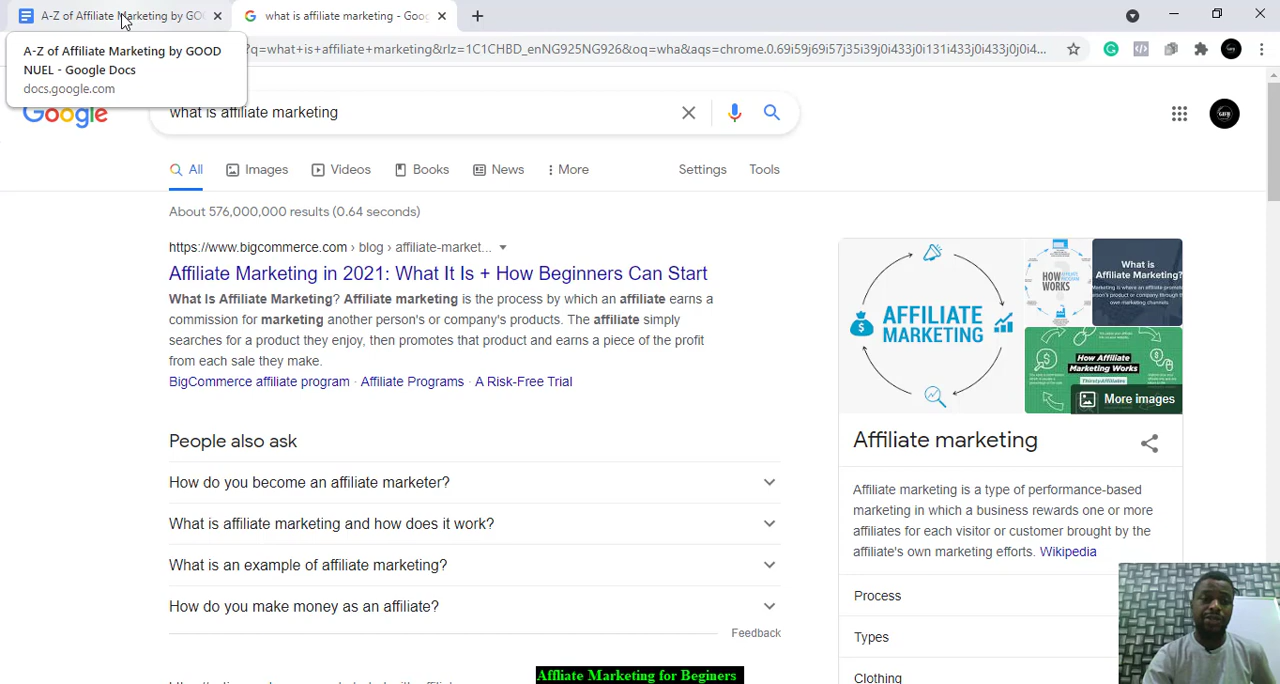 A-Z of Affiliate Marketing by GO
what is affiliate marketing - Goo
A-Z of Affiliate Marketing by GOOD
NUEL - Google Docs
docs.google.com
?q=what+is+affiliate+marketing&rlz=1C1CHBD_enNG925NG926&oq=wha&aqs=chrome.0.69i59j69i57j35i39j0i433j0i131i433j0i433j0j0i4...
Google
what is affiliate marketing
All
Images
Videos
Books
News
More
Settings
Tools
About 576,000,000 results (0.64 seconds)
https://www.bigcommerce.com › blog › affiliate-market...
Affiliate Marketing in 2021: What It Is + How Beginners Can Start
What Is Affiliate Marketing? Affiliate marketing is the process by which an affiliate earns a
commission for marketing another person's or company's products. The affiliate simply
searches for a product they enjoy, then promotes that product and earns a piece of the profit
from each sale they make.
BigCommerce affiliate program · Affiliate Programs · A Risk-Free Trial
People also ask
How do you become an affiliate marketer?
What is affiliate marketing and how does it work?
What is an example of affiliate marketing?
How do you make money as an affiliate?
Feedback
AFFILIATE
MARKETING
HOW
WORKS
What is
Affiliate Marketing?
How Affiliate
Marketing Works
ThirstyAffiliates
More images
Affiliate marketing
Affiliate marketing is a type of performance-based
marketing in which a business rewards one or more
affiliates for each visitor or customer brought by the
affiliate's own marketing efforts. Wikipedia
Process
Types
Clothing
Affliate Marketing for Beginers